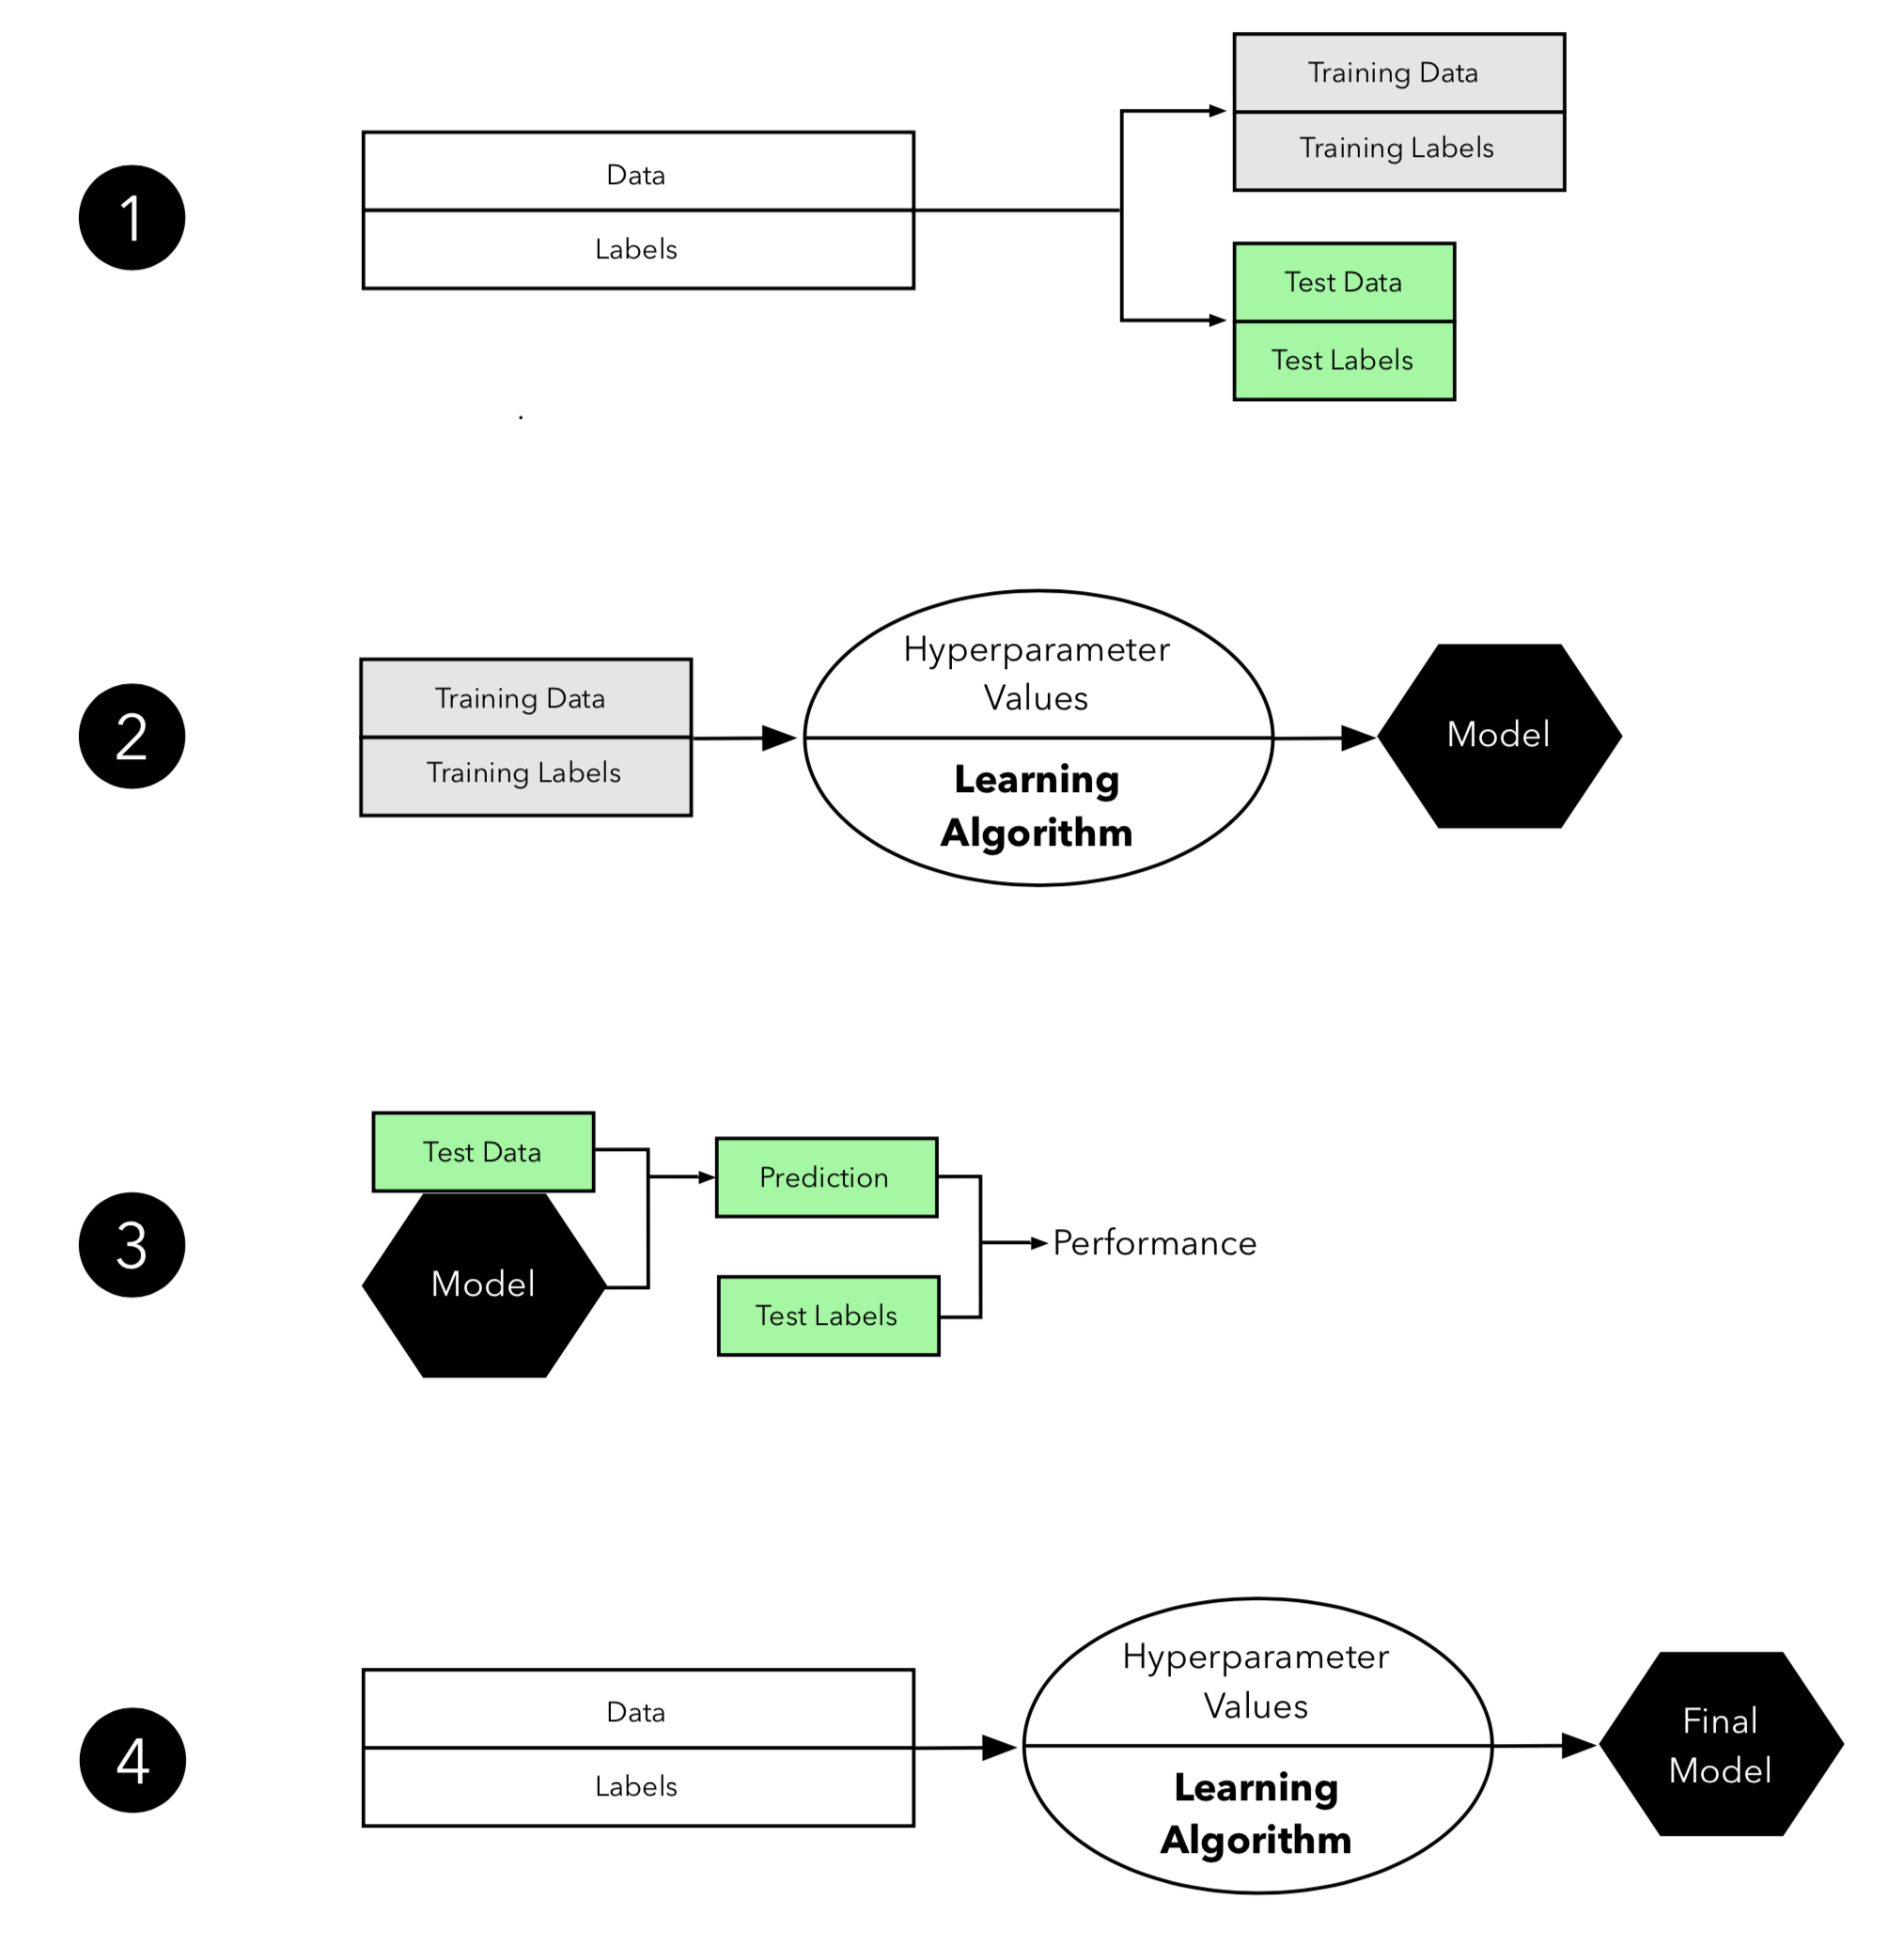 1
Data
Labels
Training Data
Training Labels
Test Data
Test Labels
2
Training Data
Training Labels
Hyperparameter
Values
Learning
Algorithm
Model
3
Test Data
Model
Prediction
Test Labels
Performance
4
Data
Labels
Hyperparameter
Values
Learning
Algorithm
Final
Model